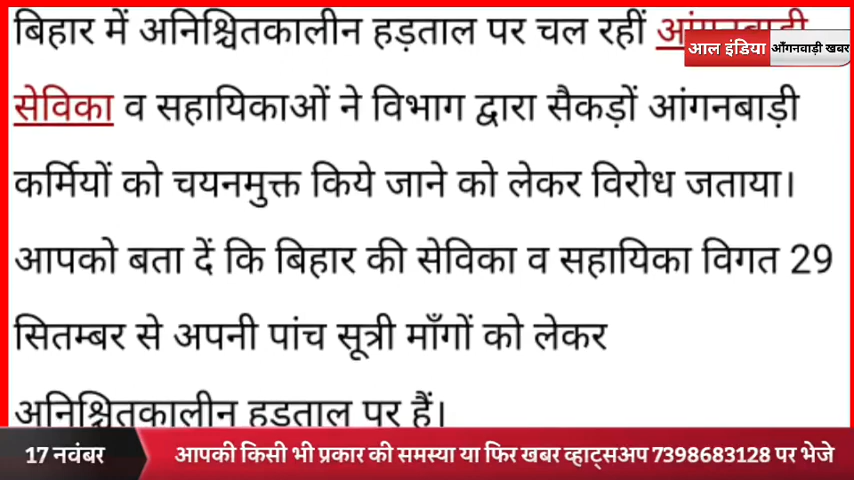 बिहार में अनिश्चितकालीन हड़ताल पर चल रहीं आंगनबाड़ी
आल इंडिया आँगनवाड़ी खबर
सेविका व सहायिकाओं ने विभाग द्वारा सैकड़ों आंगनबाड़ी
कर्मियों को चयनमुक्त किये जाने को लेकर विरोध जताया।
आपको बता दें कि बिहार की सेविका व सहायिका विगत 29
सितम्बर से अपनी पांच सूत्री माँगों को लेकर
अनिश्चितकालीन हड़ताल पर हैं।
17 नवंबर आपकी किसी भी प्रकार की समस्या या फिर खबर व्हाट्सअप 7398683128 पर भेजे